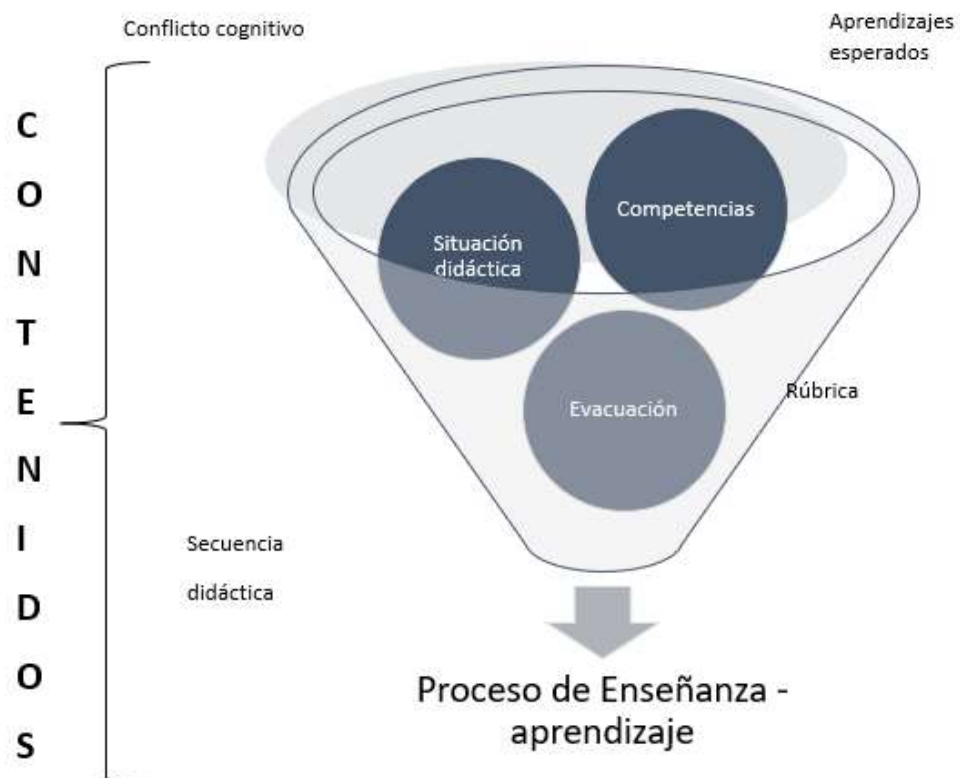 Conflicto cognitivo
Aprendizajes
esperados
C
O
N
T
E
N
I
D
O
S
Competencias
Situación
didáctica
Rúbrica
Evacuación
Secuencia
didáctica
Proceso de Enseñanza -
aprendizaje